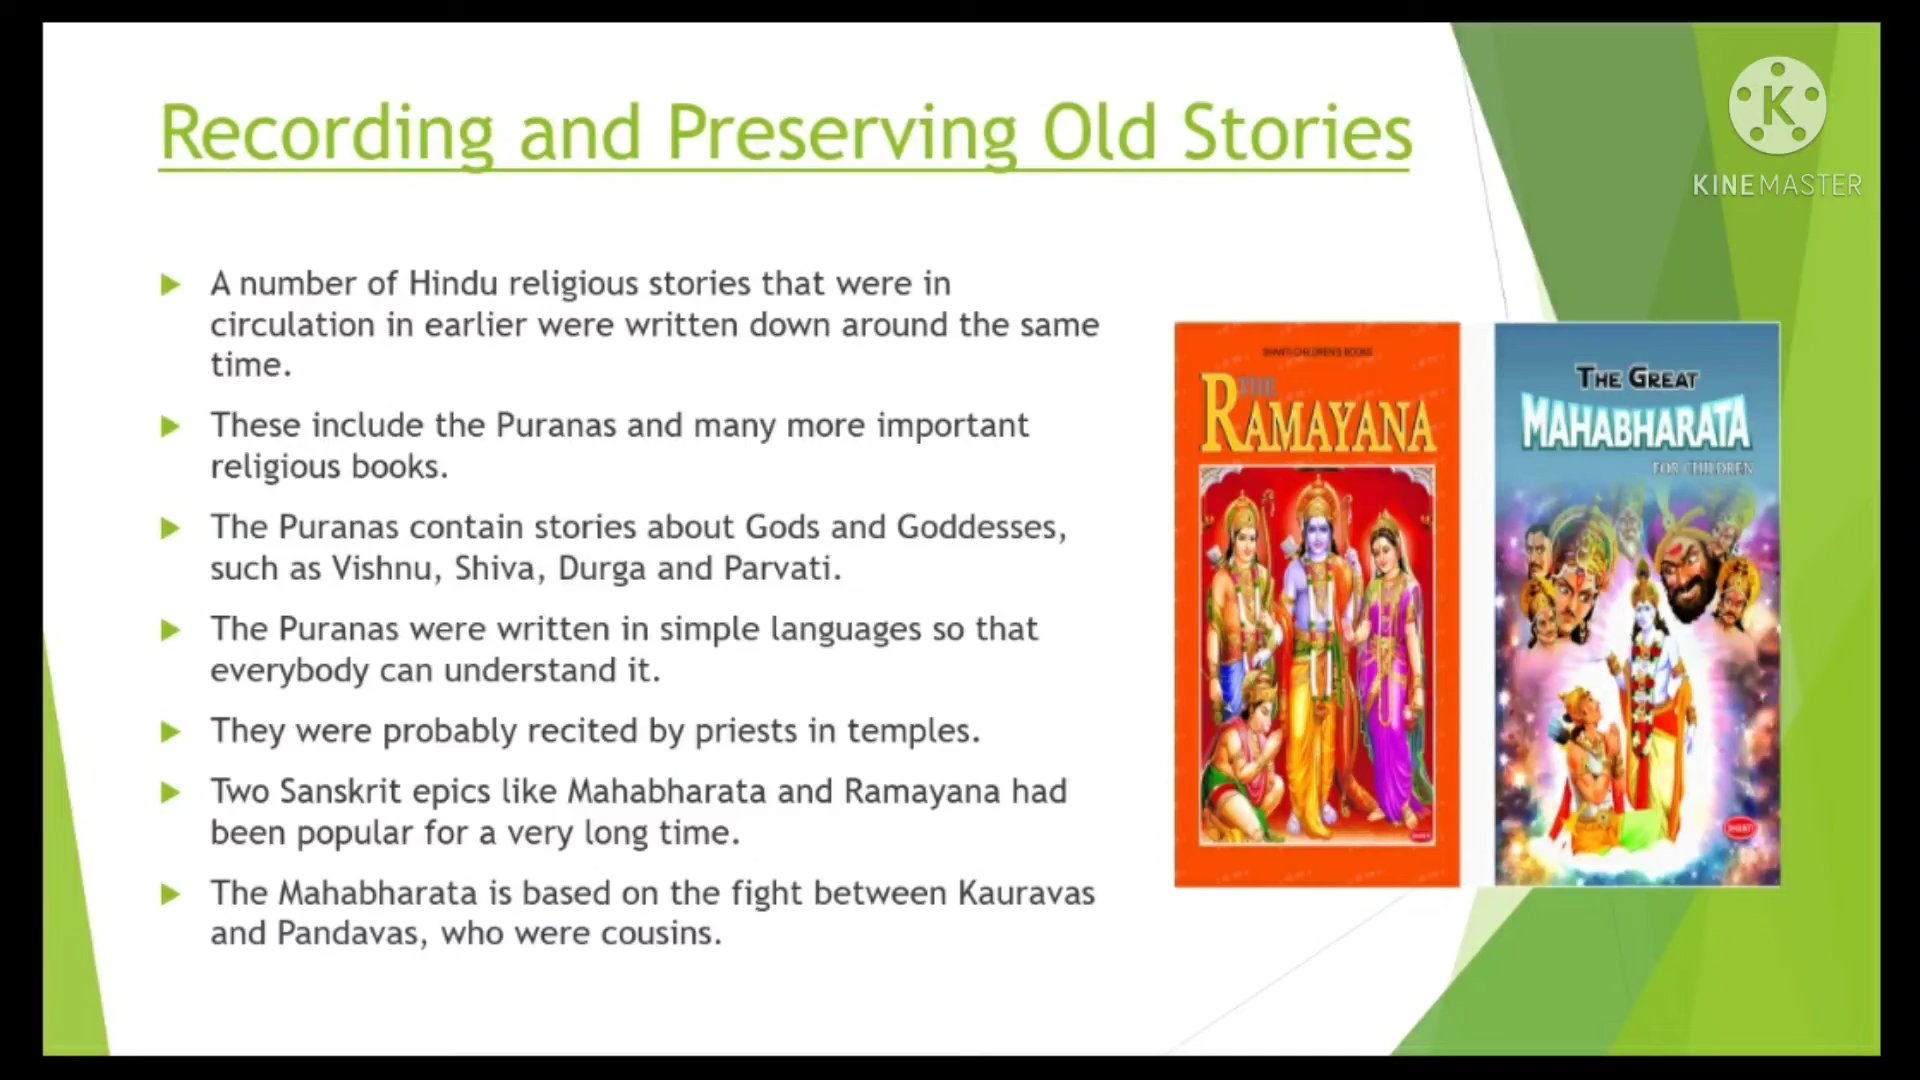 Recording and Preserving Old Stories
K
KINEMASTER
A number of Hindu religious stories that were in
circulation in earlier were written down around the same
time.
These include the Puranas and many more important
religious books.
The Puranas contain stories about Gods and Goddesses,
such as Vishnu, Shiva, Durga and Parvati.
The Puranas were written in simple languages so that
everybody can understand it.
They were probably recited by priests in temples.
Two Sanskrit epics like Mahabharata and Ramayana had
been popular for a very long time.
The Mahabharata is based on the fight between Kauravas
and Pandavas, who were cousins.
CHILDREN'S BOOKS
THE
RAMAYANA
THE GREAT
MAHABHARATA
FOR CHILDREN